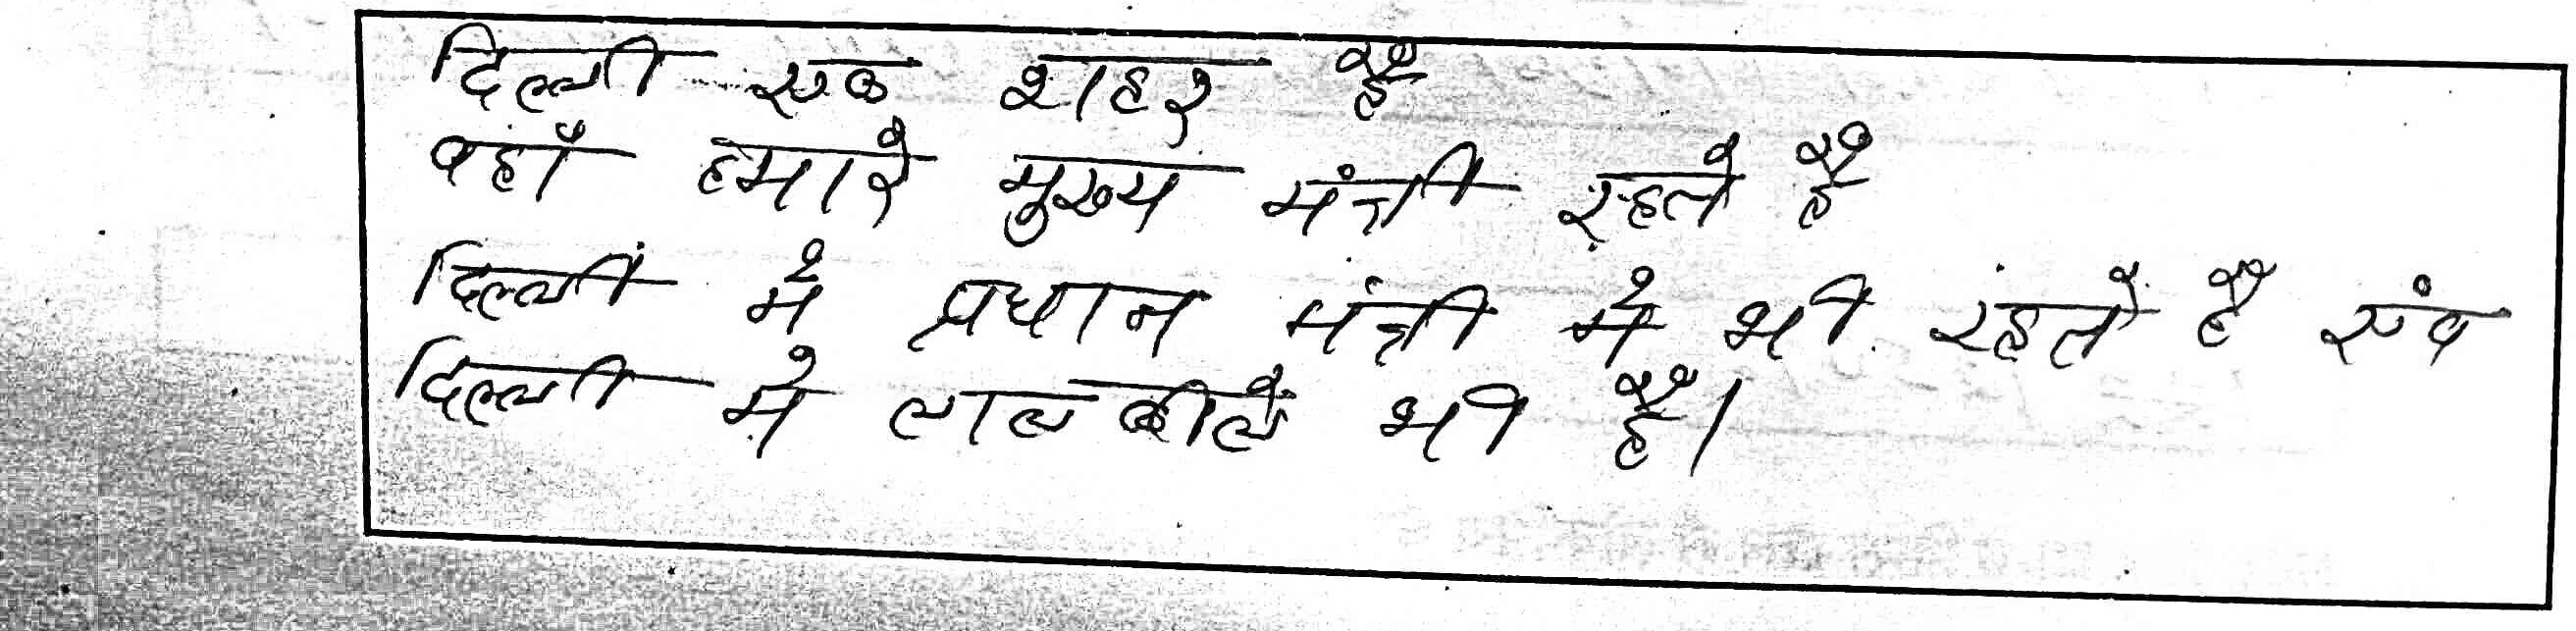 दिल्ली एक शहर है
वहाँ हमारे मुख्य मंत्री रहते है
दिल्ली में प्रधान मंत्री में भी रहते है एंव
दिल्ली में लाल कीलें भी है।